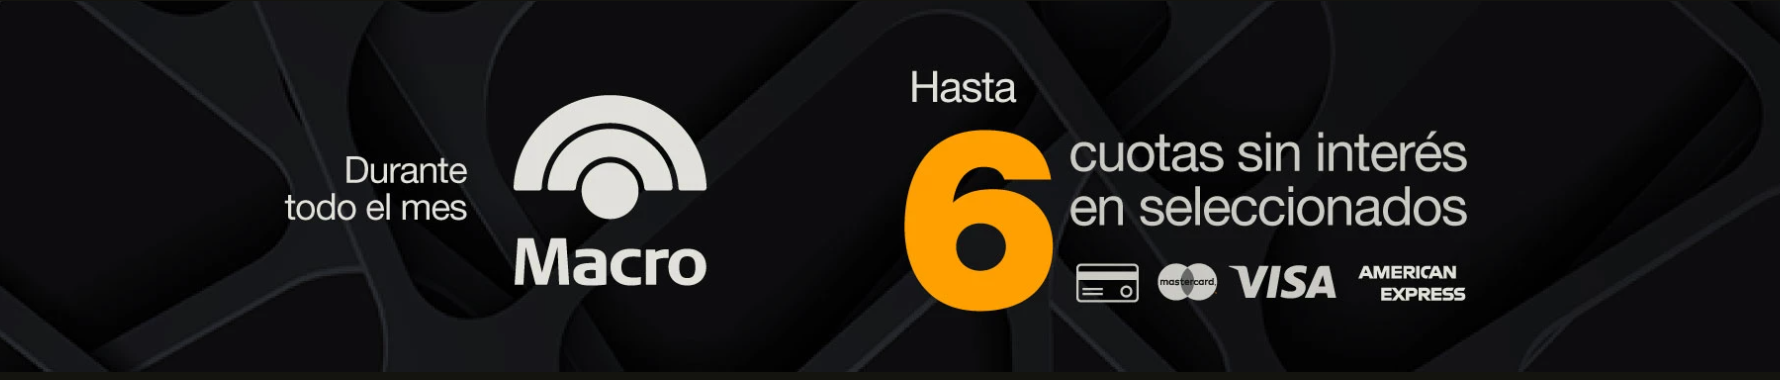 Durante
todo el mes
Macro
Hasta
6
cuotas sin interés
en seleccionados
mastercard.
VISA
AMERICAN
EXPRESS